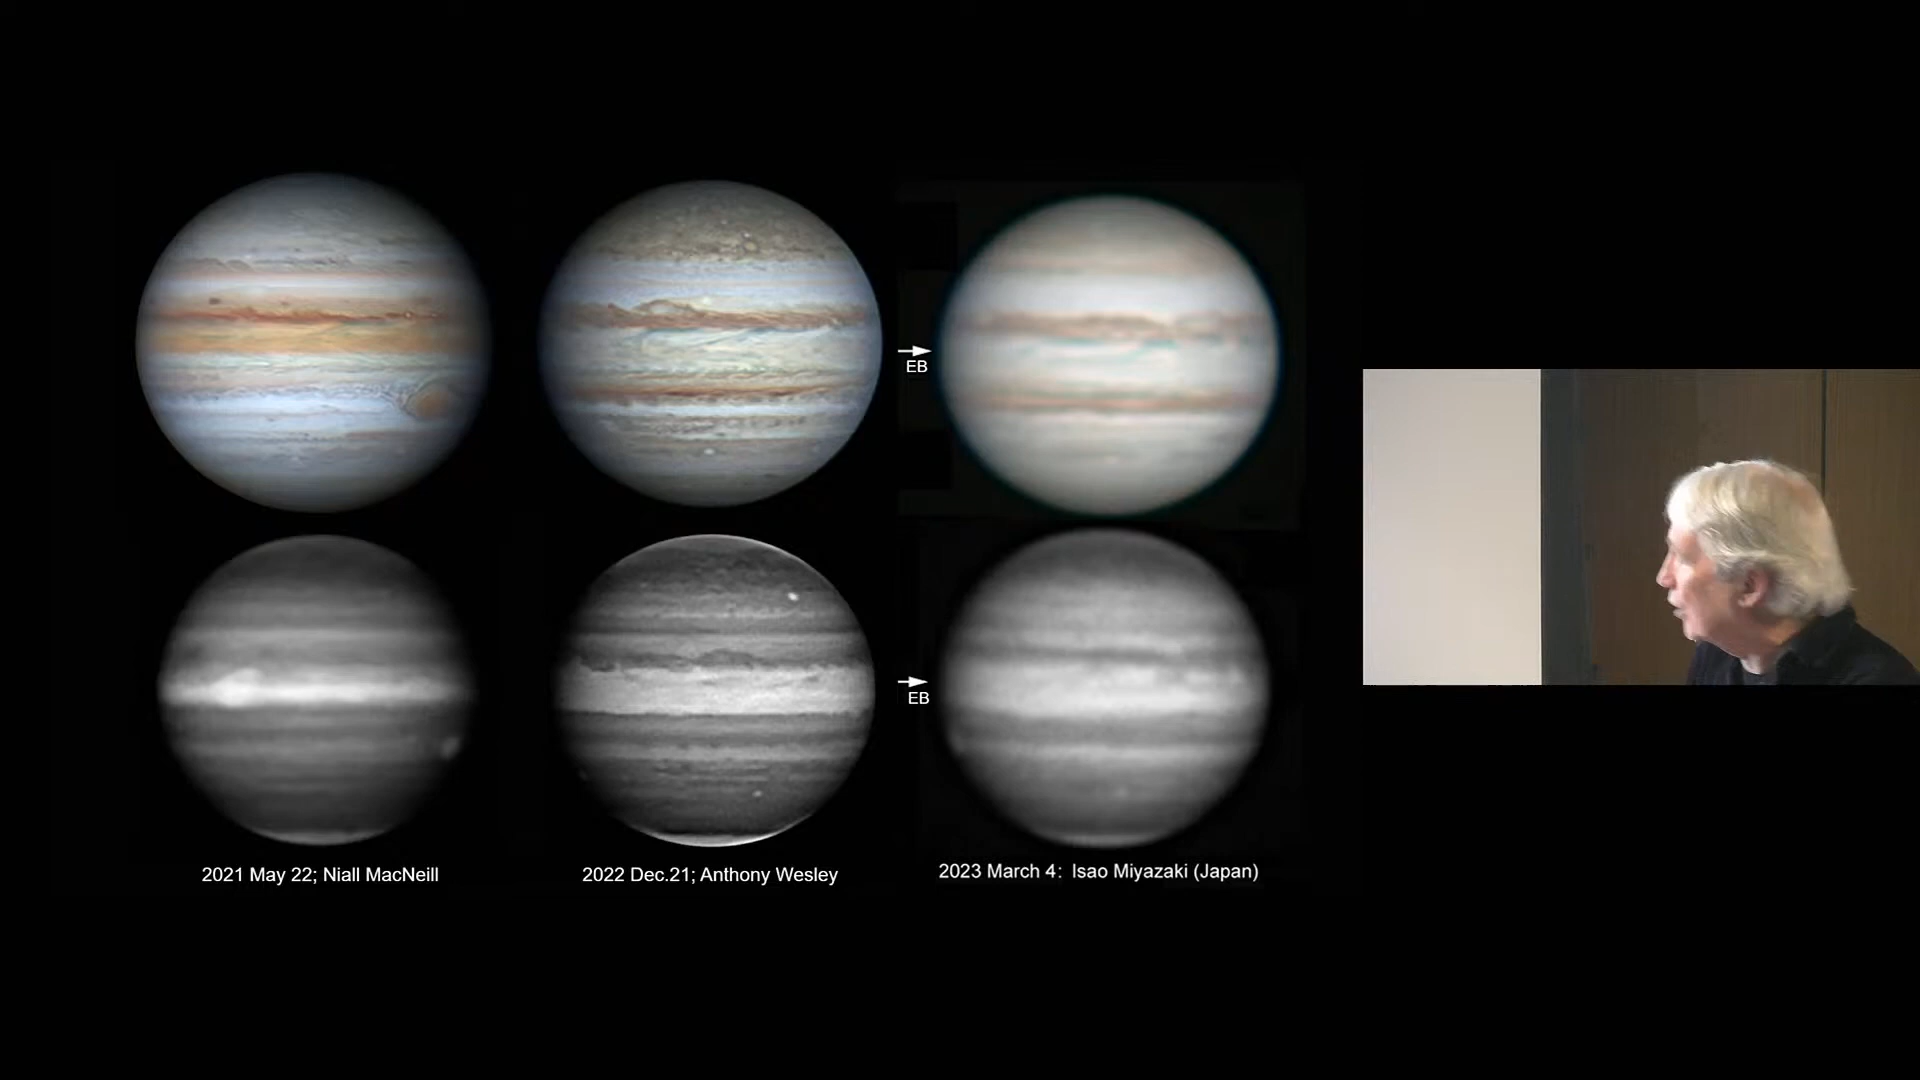 EB
EB
2021 May 22; Niall MacNeill
2022 Dec.21; Anthony Wesley
2023 March 4: Isao Miyazaki (Japan)